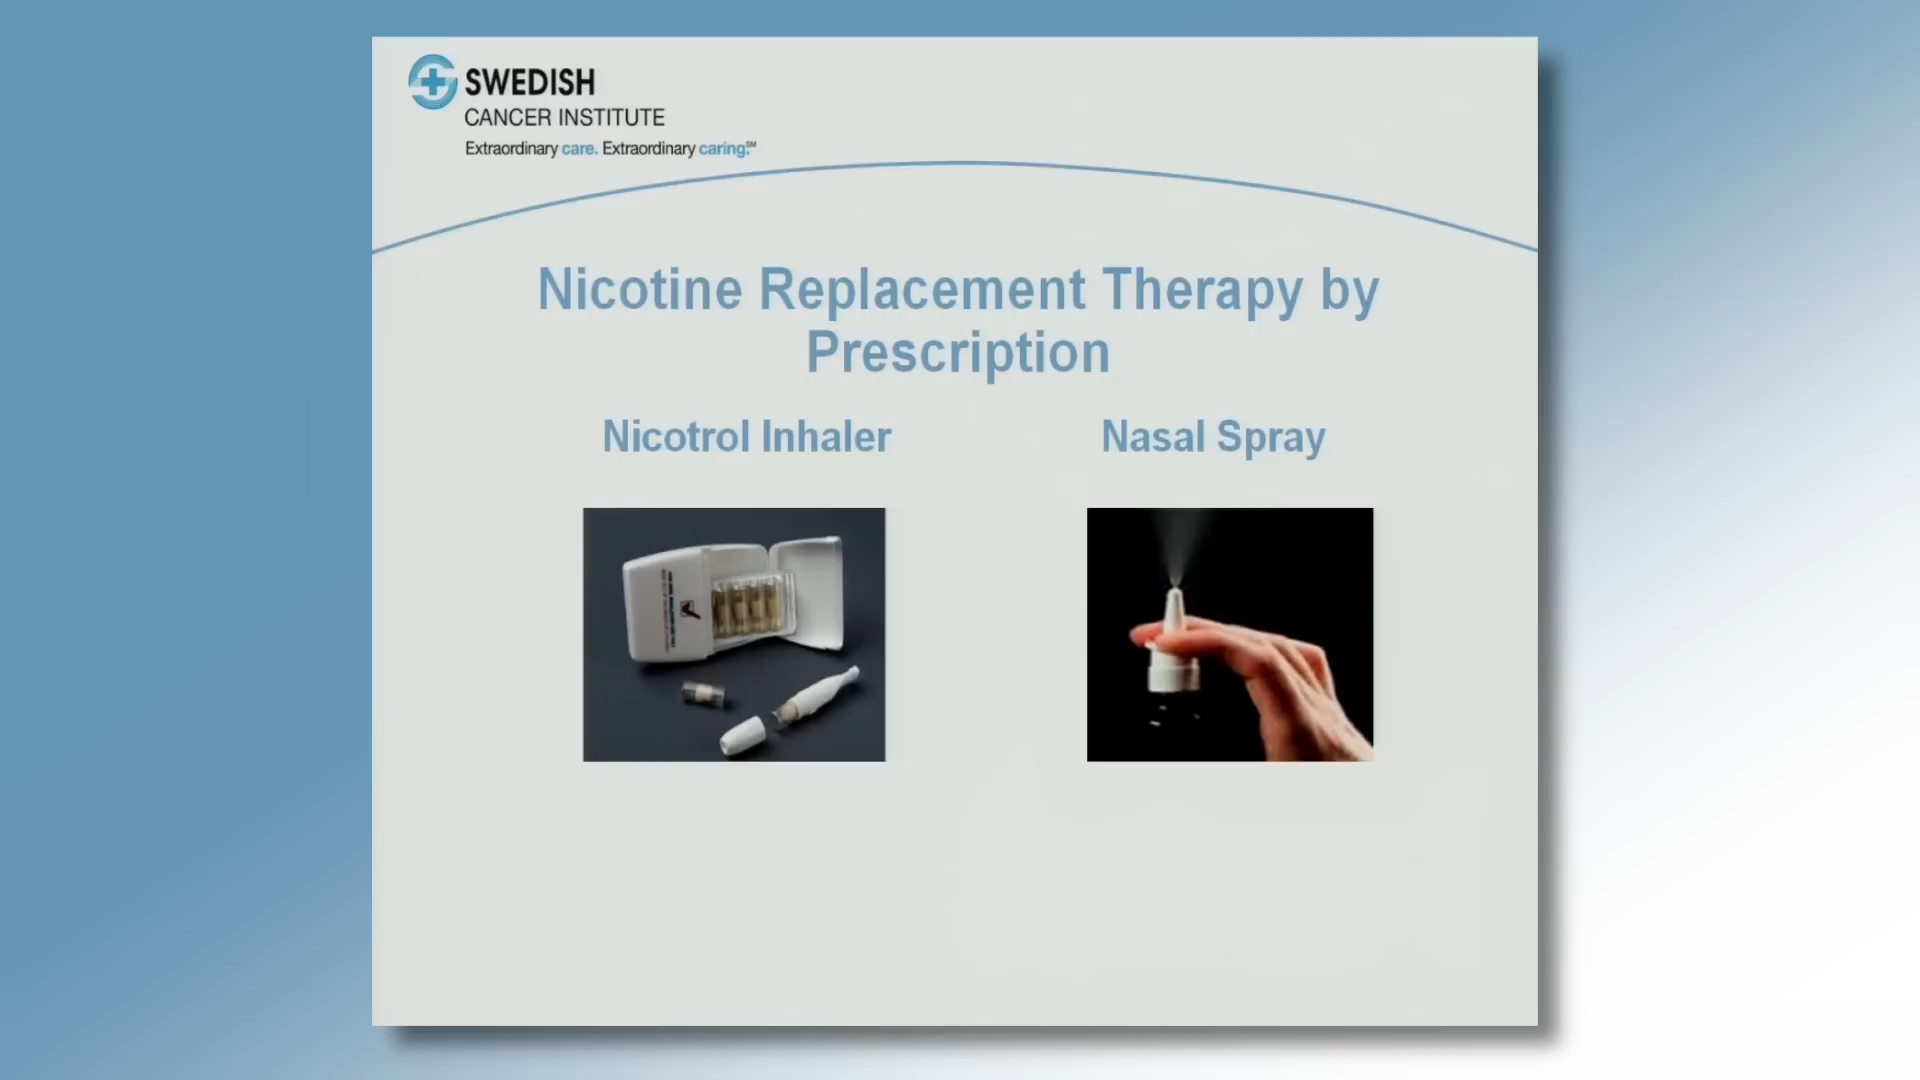 SWEDISH
CANCER INSTITUTE
Extraordinary care. Extraordinary caring.℠
Nicotine Replacement Therapy by
Prescription
Nicotrol Inhaler
Nasal Spray